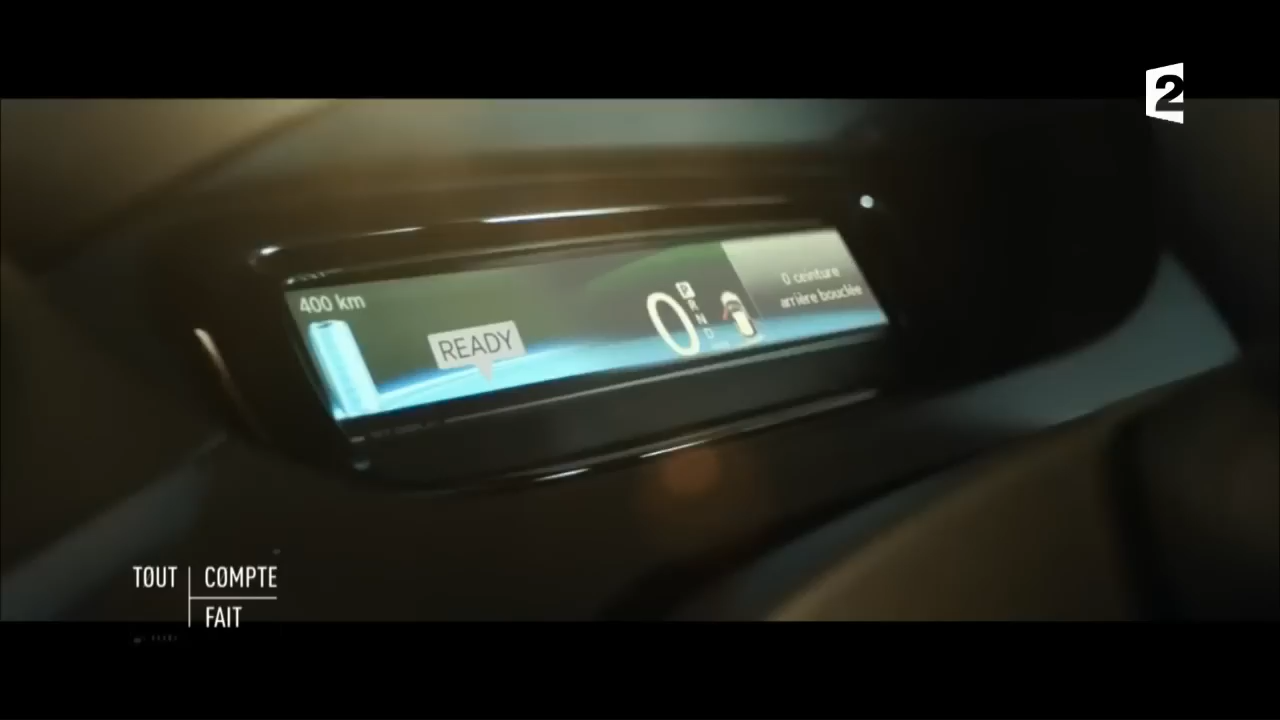 2
400 km
READY
0
P
R
N
D
0 ceinture
arrière bouclée
TOUT COMPTE
FAIT